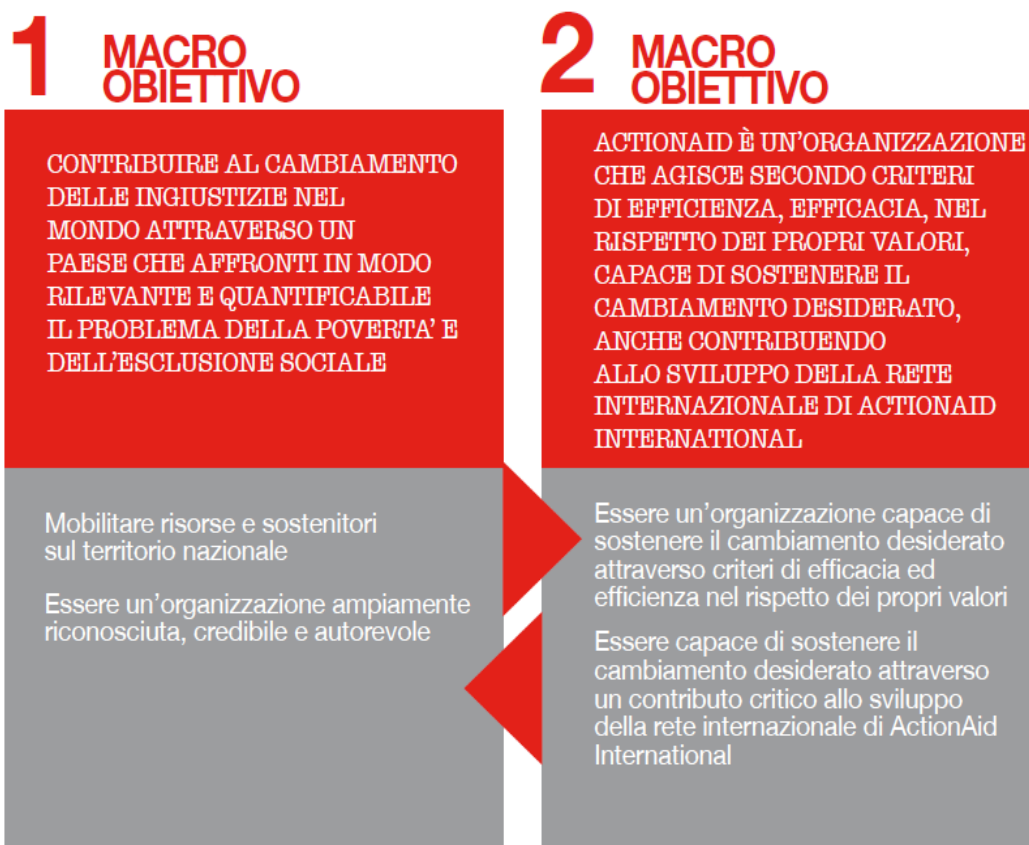 1 MACRO
OBIETTIVO
CONTRIBUIRE AL CAMBIAMENTO
DELLE INGIUSTIZIE NEL
MONDO ATTRAVERSO UN
PAESE CHE AFFRONTI IN MODO
RILEVANTE E QUANTIFICABILE
IL PROBLEMA DELLA POVERTA’ E
DELL’ESCLUSIONE SOCIALE
Mobilitare risorse e sostenitori
sul territorio nazionale
Essere un’organizzazione ampiamente
riconosciuta, credibile e autorevole
2 MACRO
OBIETTIVO
ACTIONAID È UN’ORGANIZZAZIONE
CHE AGISCE SECONDO CRITERI
DI EFFICIENZA, EFFICACIA, NEL
RISPETTO DEI PROPRI VALORI,
CAPACE DI SOSTENERE IL
CAMBIAMENTO DESIDERATO,
ANCHE CONTRIBUENDO
ALLO SVILUPPO DELLA RETE
INTERNAZIONALE DI ACTIONAID
INTERNATIONAL
Essere un’organizzazione capace di
sostenere il cambiamento desiderato
attraverso criteri di efficacia ed
efficienza nel rispetto dei propri valori
Essere capace di sostenere il
cambiamento desiderato attraverso
un contributo critico allo sviluppo
della rete internazionale di ActionAid
International